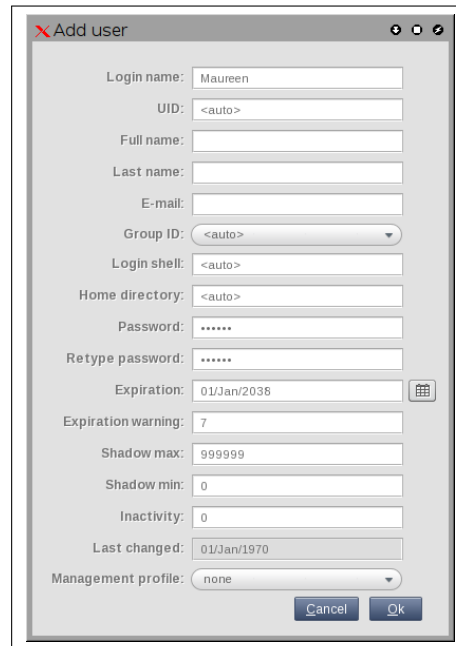 Add user
Login name: Maureen
UID: <auto>
Full name:
Last name:
E-mail:
Group ID: <auto>
Login shell: <auto>
Home directory: <auto>
Password: ••••••
Retype password: ••••••
Expiration: 01/Jan/2038
Expiration warning: 7
Shadow max: 999999
Shadow min: 0
Inactivity: 0
Last changed: 01/Jan/1970
Management profile: none
Cancel Ok